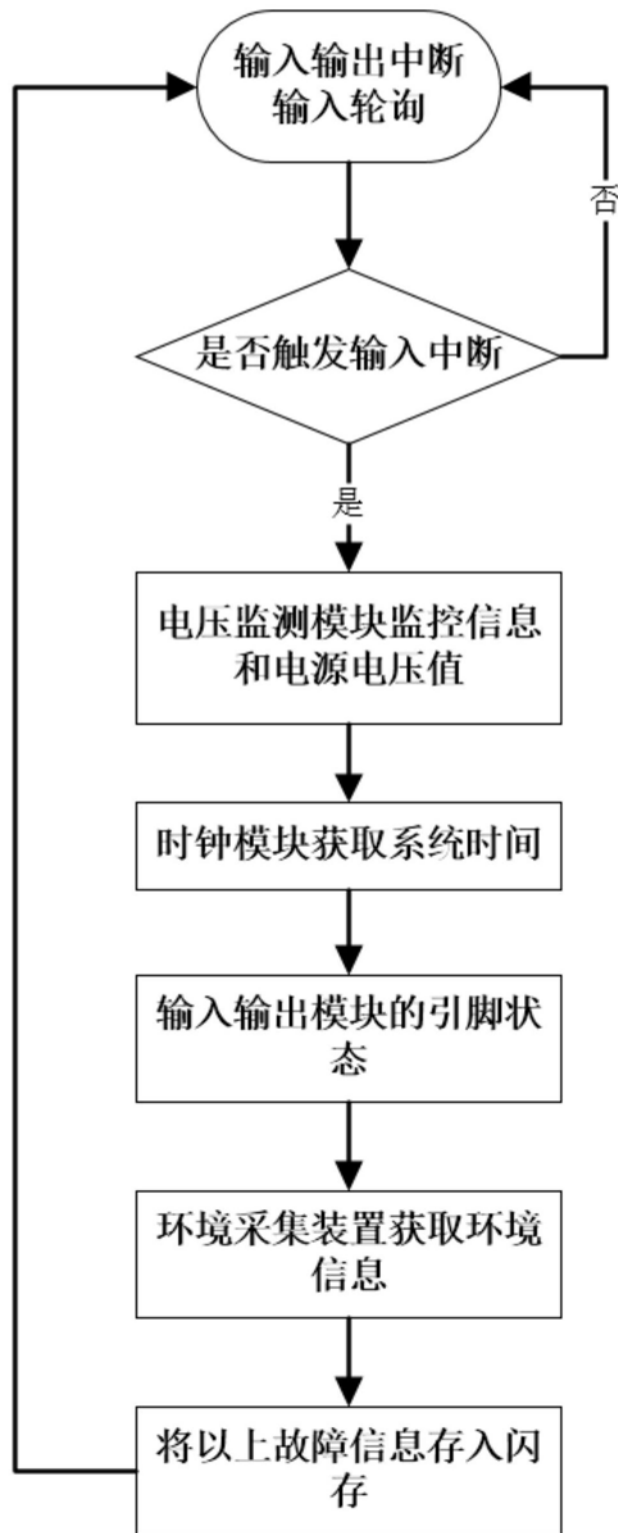 输入输出中断
输入轮询
否
是否触发输入中断
是
电压监测模块监控信息
和电源电压值
时钟模块获取系统时间
输入输出模块的引脚状
态
环境采集装置获取环境
信息
将以上故障信息存入闪
存